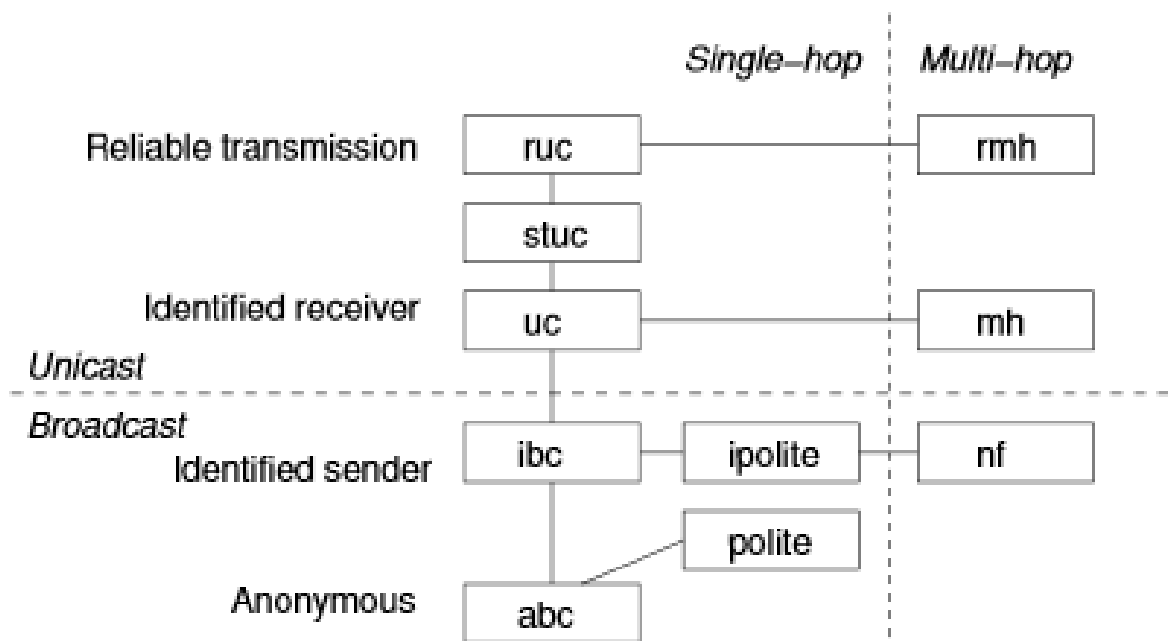 Single-hop Multi-hop
Reliable transmission ruc rmh
stuc
Identified receiver uc mh
Unicast
Broadcast
Identified sender ibc ipolite nf
polite
Anonymous abc